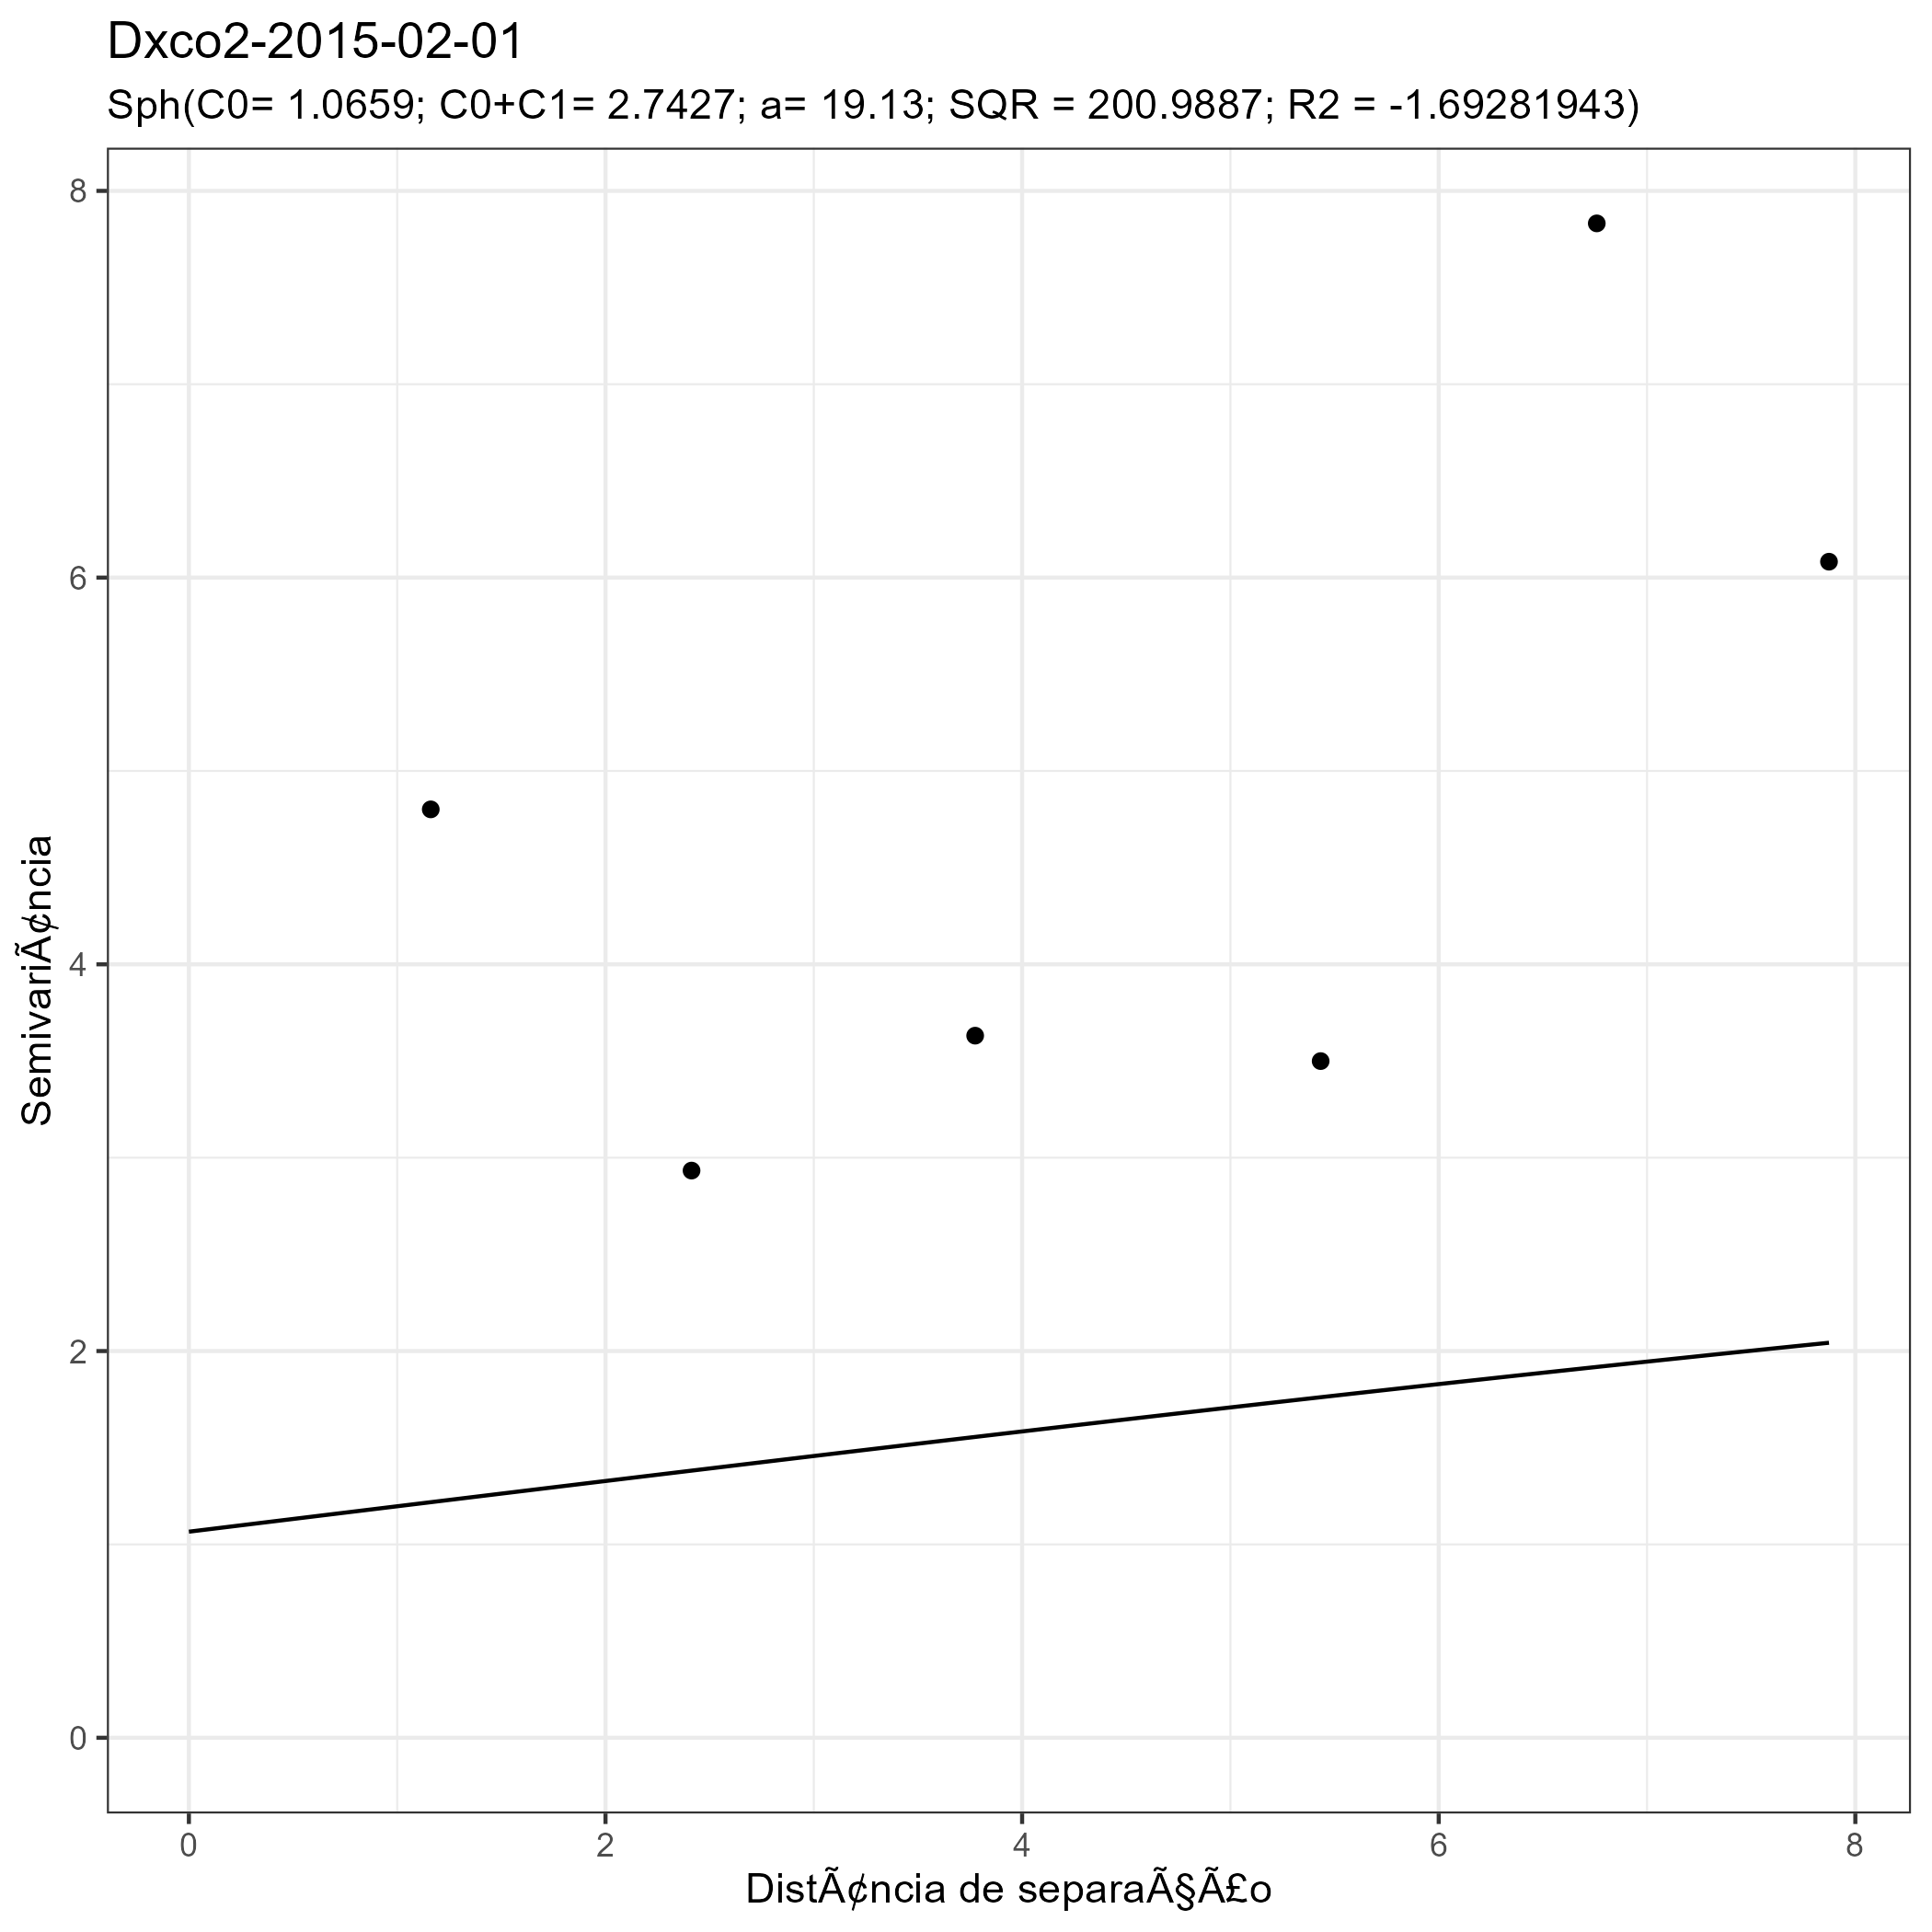 Dxco2-2015-02-01
Sph(C0= 1.0659; C0+C1= 2.7427; a= 19.13; SQR = 200.9887; R2 = -1.69281943)
8
6
4
2
0
SemivariÃ¢ncia
0 2 4 6 8
DistÃ¢ncia de separaÃ§Ã£o